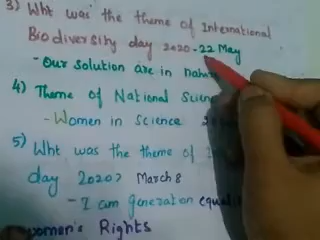 3) Wht was the theme of International
Biodiversity day 2020-22 May
- Our solution are in nature
4) Theme of National Scien
- Women in Science
5) Wht was the theme of
day 2020? March 8
- I am generation equal
women's Rights